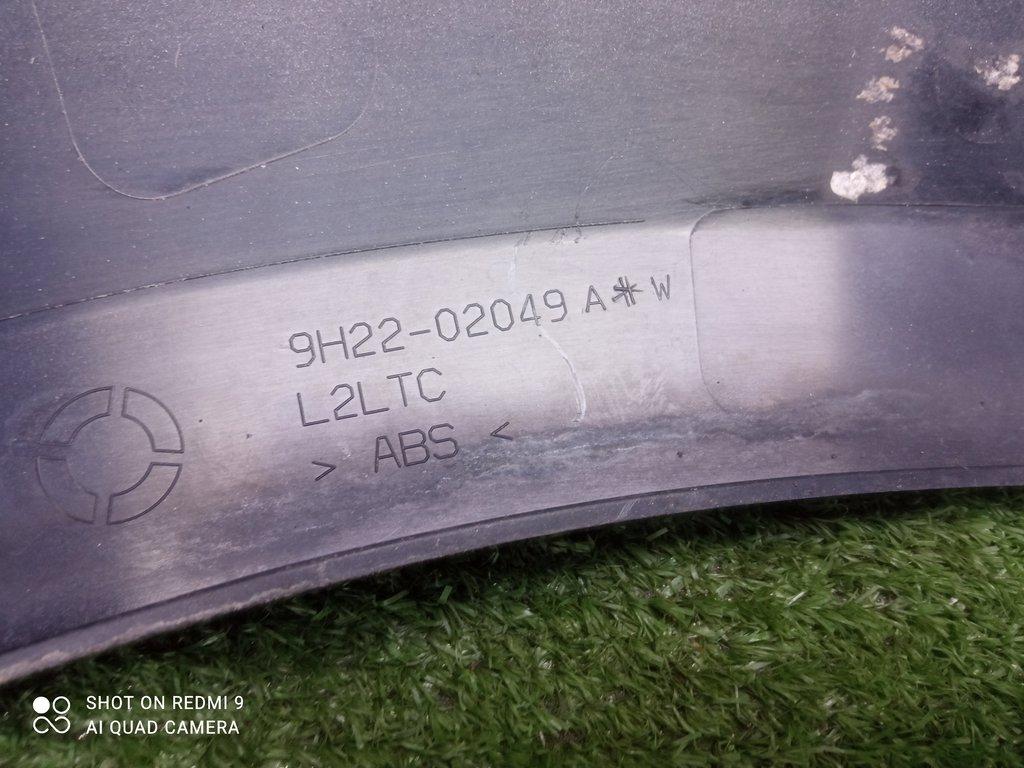 9H22-02049 A*W
L2LTC
> ABS <
SHOT ON REDMI 9
AI QUAD CAMERA